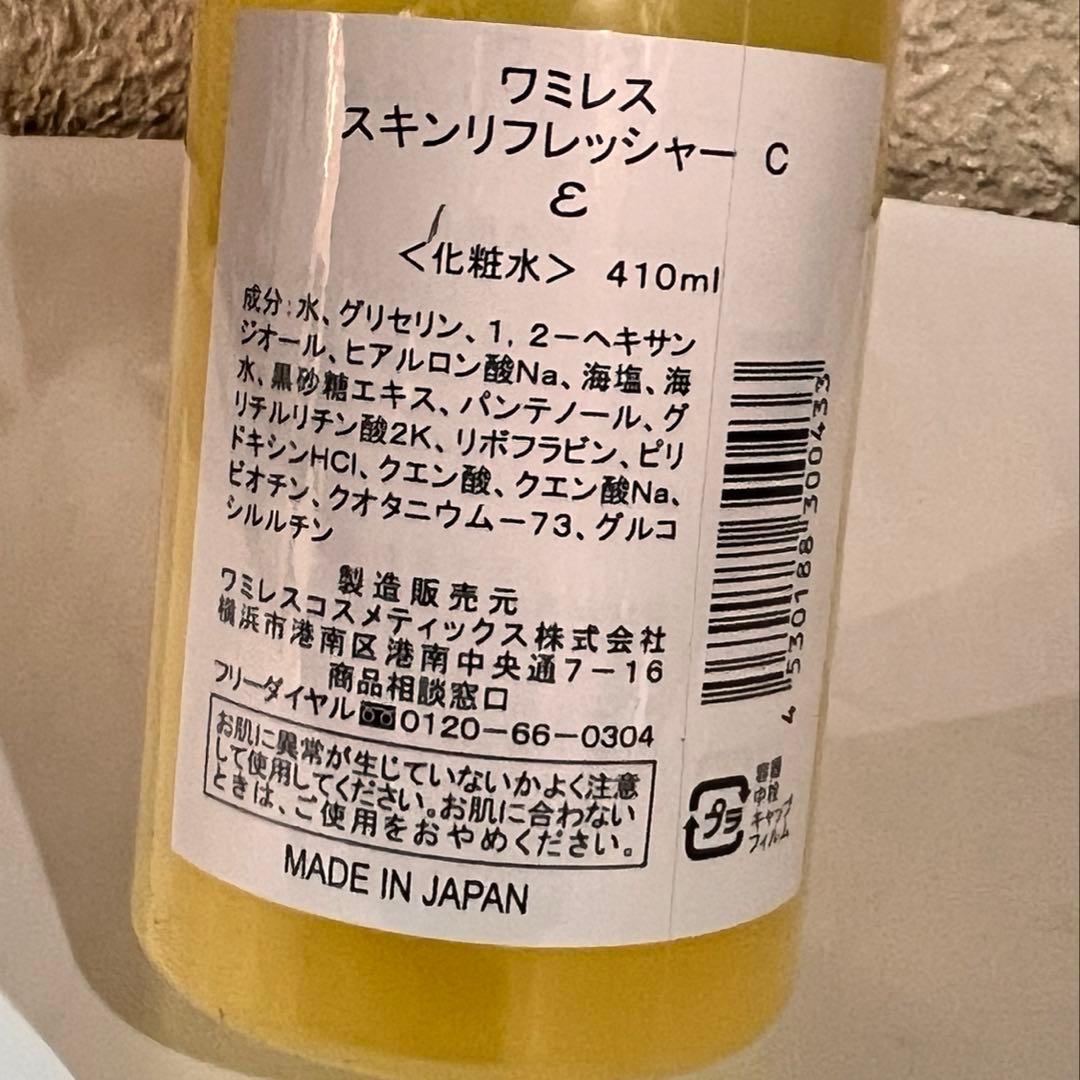 ワミレス
スキンリフレッシャー C
ε
＜化粧水＞ 410ml
成分：水、グリセリン、1，2－ヘキサン
ジオール、ヒアルロン酸Na、海塩、海
水、黒砂糖エキス、パンテノール、グ
リチルリチン酸2K、リボフラビン、ピリ
ドキシンHCl、クエン酸、クエン酸Na、
ビオチン、クオタニウム－73、グルコ
シルルチン
製造販売元
ワミレスコスメティックス株式会社
横浜市港南区港南中央通7－16
商品相談窓口
フリーダイヤル0120－66－0304
お肌に異常が生じていないかよく注意
して使用してください。お肌に合わない
ときは、ご使用をおやめください。
MADE IN JAPAN
4 530188 300433
プラ
容器
中栓
キャップ
フィルム